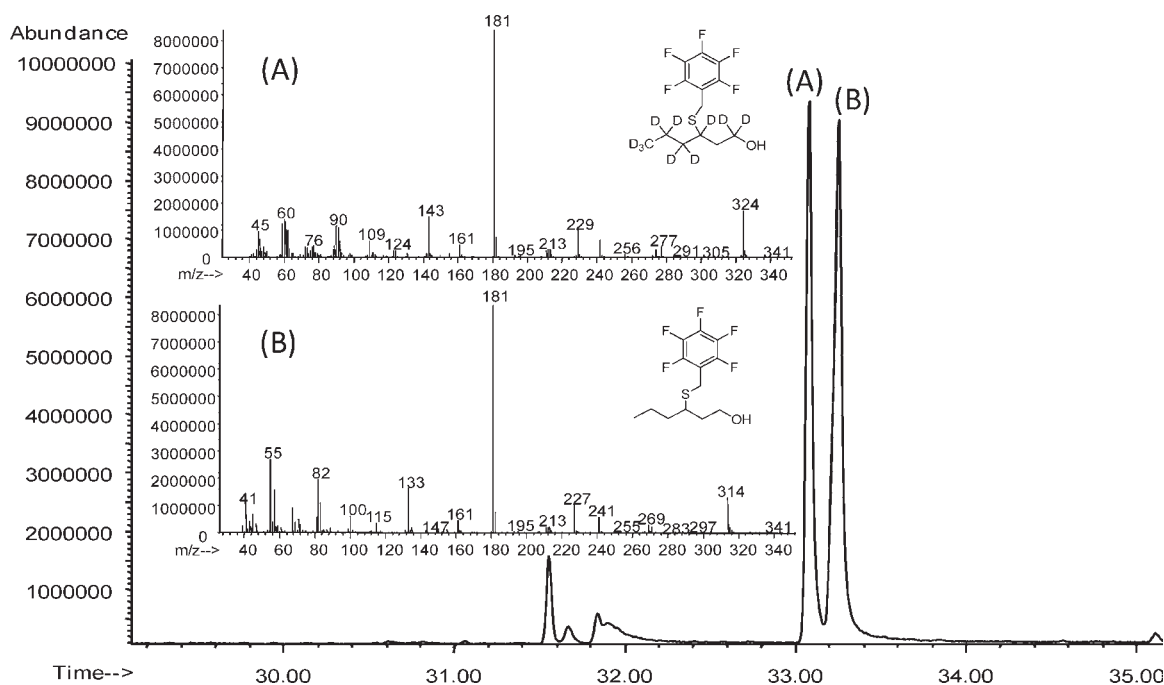 Abundance
10000000
9000000
8000000
7000000
6000000
5000000
4000000
3000000
2000000
1000000
Time-->
30.00 31.00 32.00 33.00 34.00 35.00
(A) (B)
(A)
8000000
7000000
6000000
5000000
4000000
3000000
2000000
1000000
0
m/z-->
40 60 80 100 120 140 160 180 200 220 240 260 280 300 320 340
45 60 76 90 109 124 143 161 181 195 213 229 256 277 291 305 324 341
F
F F
F F
S D D D
D D
D3C
D D
OH
(B)
8000000
7000000
6000000
5000000
4000000
3000000
2000000
1000000
0
m/z-->
40 60 80 100 120 140 160 180 200 220 240 260 280 300 320 340
41 55 82 100 115 133 147 161 181 195 213 227 241 255 269 283 297 314 341
F
F F
F F
S
OH